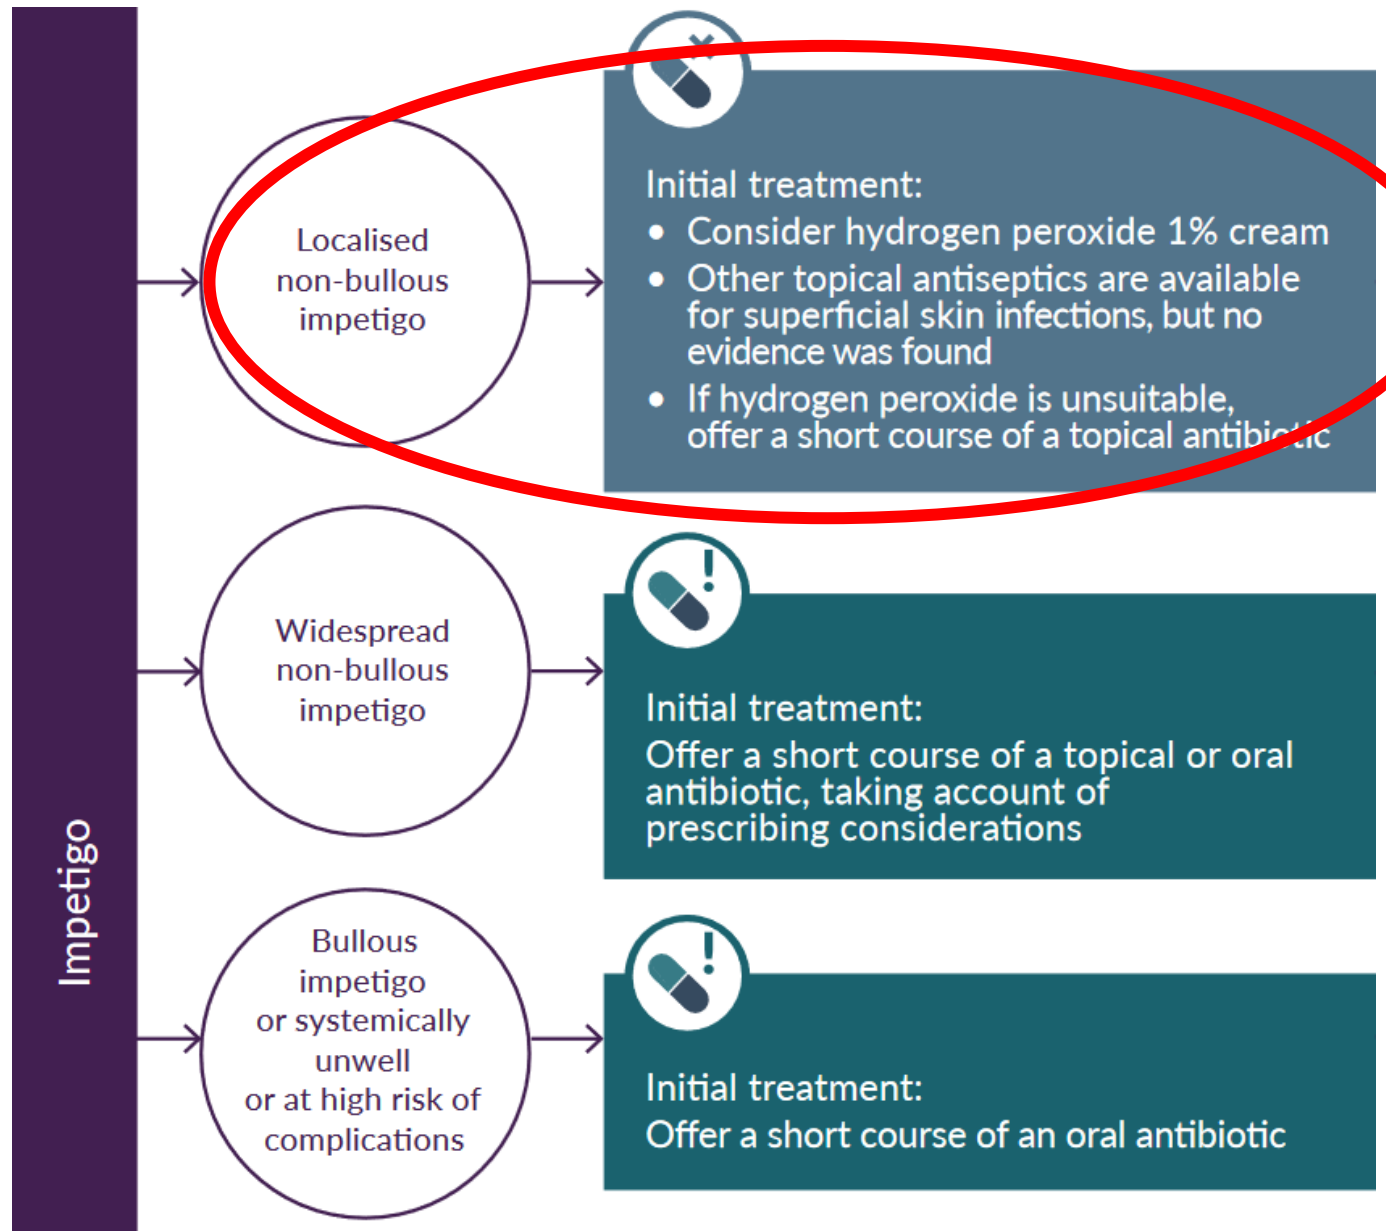 Impetigo
Localised
non-bullous
impetigo
Initial treatment:
• Consider hydrogen peroxide 1% cream
• Other topical antiseptics are available
for superficial skin infections, but no
evidence was found
• If hydrogen peroxide is unsuitable,
offer a short course of a topical antibiotic
Widespread
non-bullous
impetigo
Initial treatment:
Offer a short course of a topical or oral
antibiotic, taking account of
prescribing considerations
Bullous
impetigo
or systemically
unwell
or at high risk of
complications
Initial treatment:
Offer a short course of an oral antibiotic